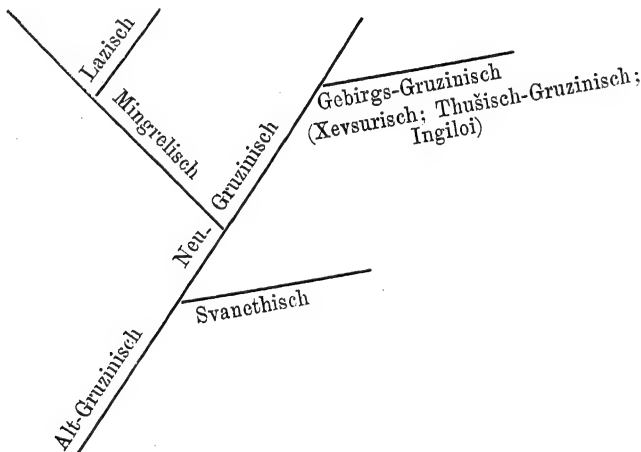 Lazisch
Mingrelisch
Neu-Gruzinisch
Gebirgs-Gruzinisch
(Xevsurisch; Thušisch-Gruzinisch;
Ingiloi)
Svanethisch
Alt-Gruzinisch